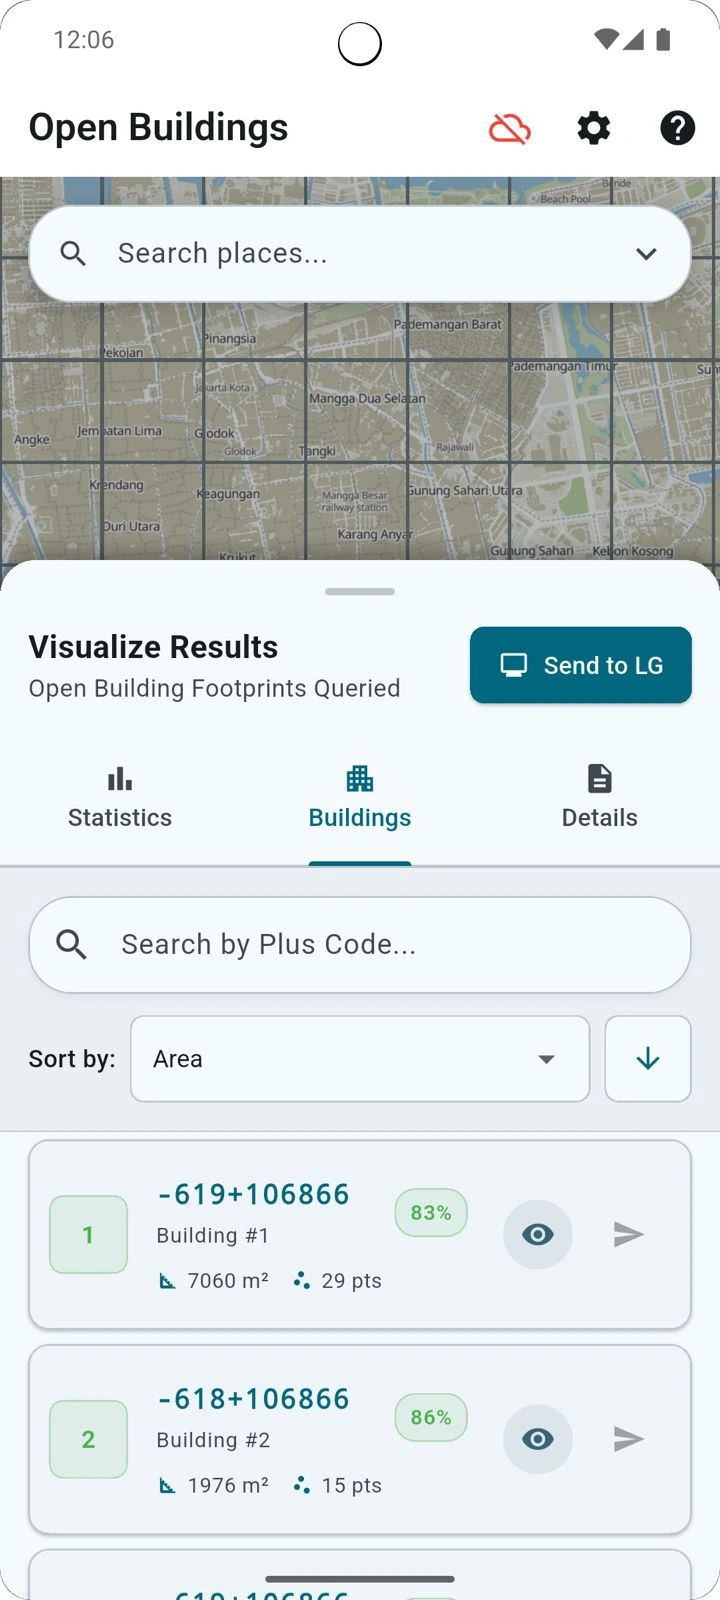 12:06
Open Buildings
Beach Pool
Search places...
Pademangan Barat
Pinangsia
Pekojan
Pademangan Timur
Jakarta Kota
Mangga Dua Selatan
Jembatan Lima
Glodok
Angke
Glodok
Tangki
Rajawali
Krendang
Keagungan
Mangga Besar
railway station
Gunung Sahari Utara
Duri Utara
Karang Anyar
Krukut
Gunung Sahari
Kebon Kosong
Visualize Results
Open Building Footprints Queried
Send to LG
Statistics
Buildings
Details
Search by Plus Code...
Sort by:
Area
1
-619+106866
Building #1
7060 m²
29 pts
83%
2
-618+106866
Building #2
1976 m²
15 pts
86%